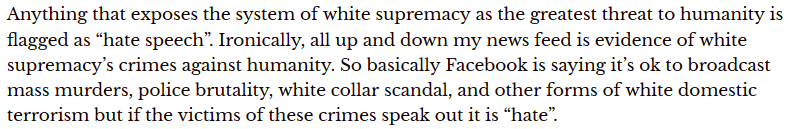 Anything that exposes the system of white supremacy as the greatest threat to humanity is
flagged as “hate speech”. Ironically, all up and down my news feed is evidence of white
supremacy’s crimes against humanity. So basically Facebook is saying it’s ok to broadcast
mass murders, police brutality, white collar scandal, and other forms of white domestic
terrorism but if the victims of these crimes speak out it is “hate”.